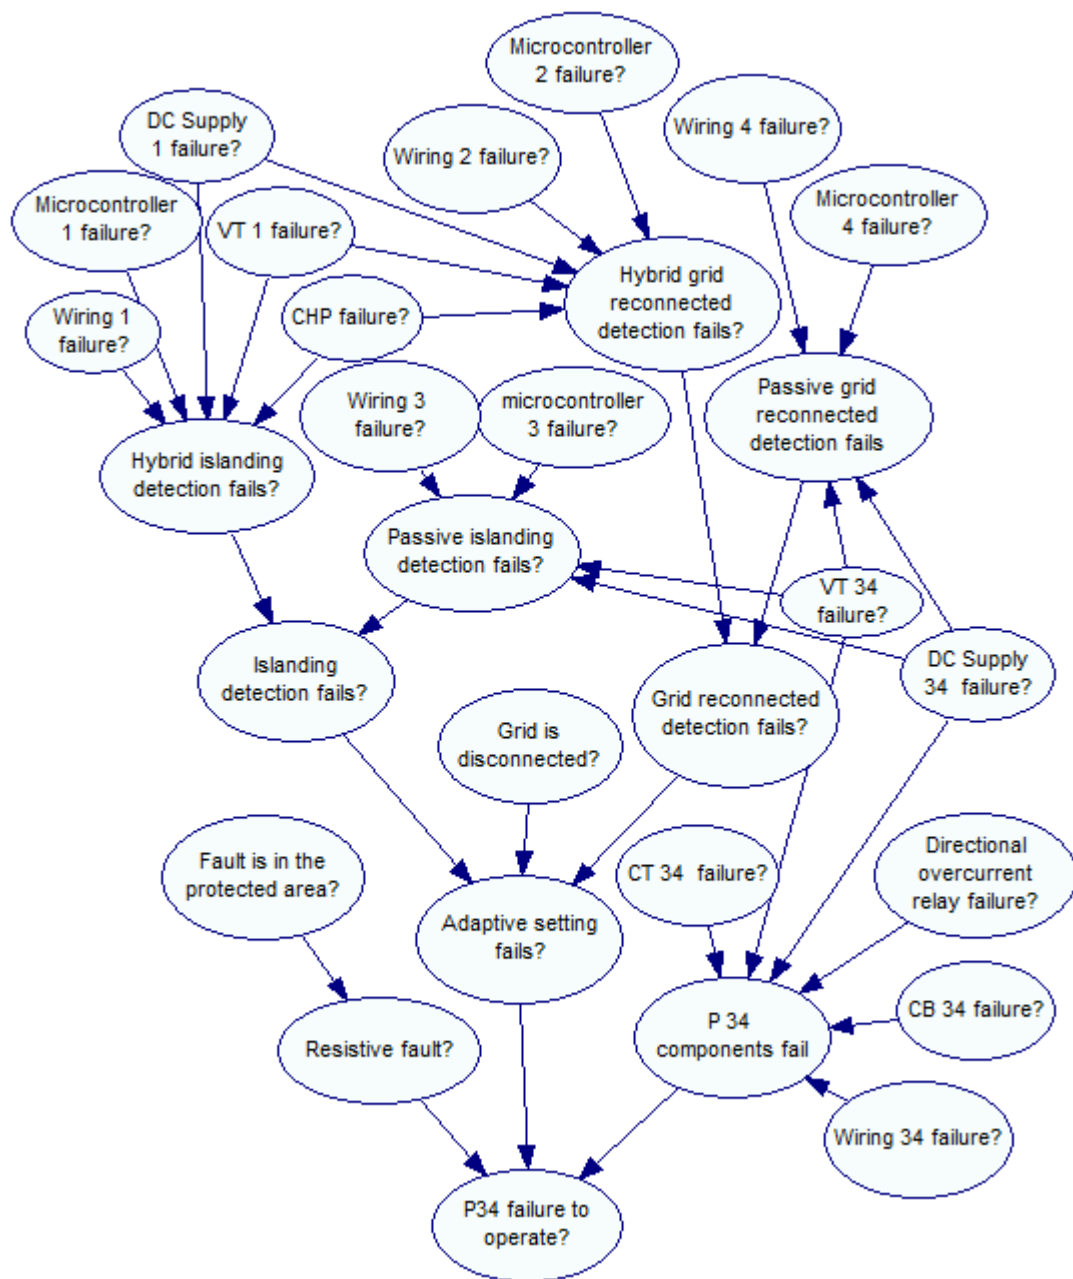 Microcontroller
2 failure?
DC Supply
1 failure?
Wiring 2 failure?
Wiring 4 failure?
Microcontroller
1 failure?
VT 1 failure?
Microcontroller
4 failure?
Hybrid grid
reconnected
detection fails?
Wiring 1
failure?
CHP failure?
Wiring 3
failure?
microcontroller
3 failure?
Passive grid
reconnected
detection fails
Hybrid islanding
detection fails?
Passive islanding
detection fails?
VT 34
failure?
Islanding
detection fails?
DC Supply
34 failure?
Grid reconnected
detection fails?
Grid is
disconnected?
Fault is in the
protected area?
CT 34 failure?
Directional
overcurrent
relay failure?
Adaptive setting
fails?
CB 34 failure?
P 34
components fail
Resistive fault?
Wiring 34 failure?
P34 failure to
operate?